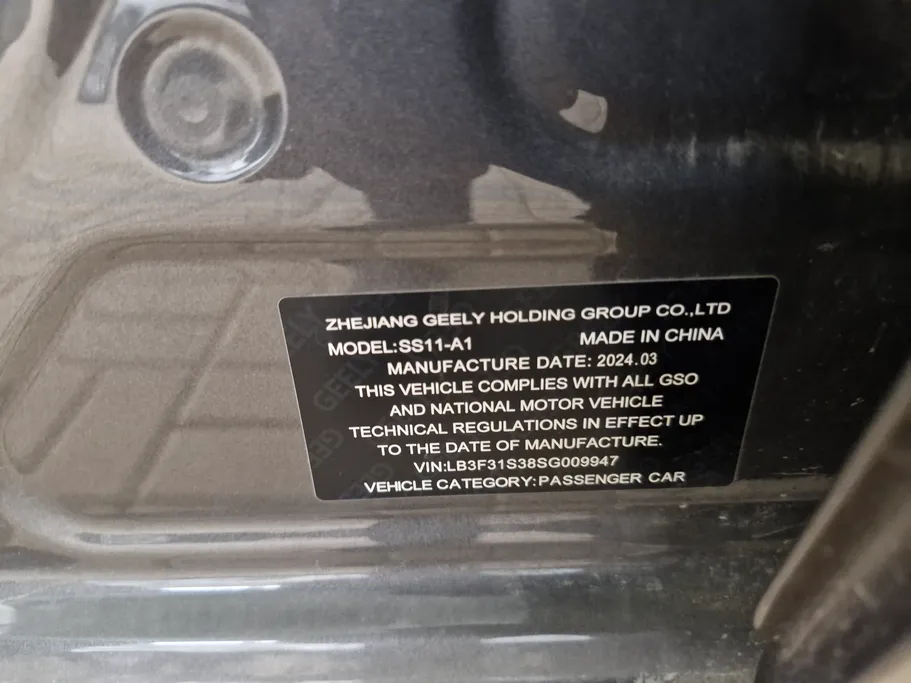 ZHEJIANG GEELY HOLDING GROUP CO.,LTD
MODEL:SS11-A1 MADE IN CHINA
MANUFACTURE DATE: 2024.03
THIS VEHICLE COMPLIES WITH ALL GSO
AND NATIONAL MOTOR VEHICLE
TECHNICAL REGULATIONS IN EFFECT UP
TO THE DATE OF MANUFACTURE.
VIN:LB3F31S38SG009947
VEHICLE CATEGORY:PASSENGER CAR